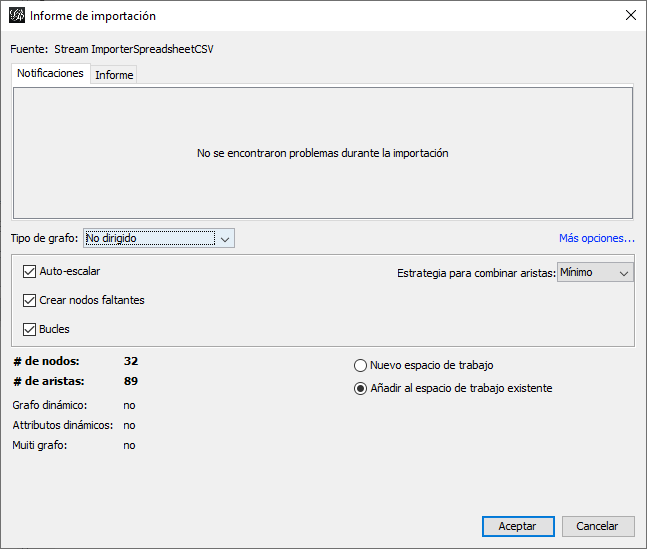 Informe de importación
Fuente: Stream ImporterSpreadsheetCSV
Notificaciones Informe
No se encontraron problemas durante la importación
Tipo de grafo: No dirigido Más opciones...
Auto-escalar Estrategia para combinar aristas: Mínimo
Crear nodos faltantes
Bucles
# de nodos: 32 Nuevo espacio de trabajo
# de aristas: 89 Añadir al espacio de trabajo existente
Grafo dinámico: no
Attributos dinámicos: no
Muiti grafo: no
Aceptar Cancelar